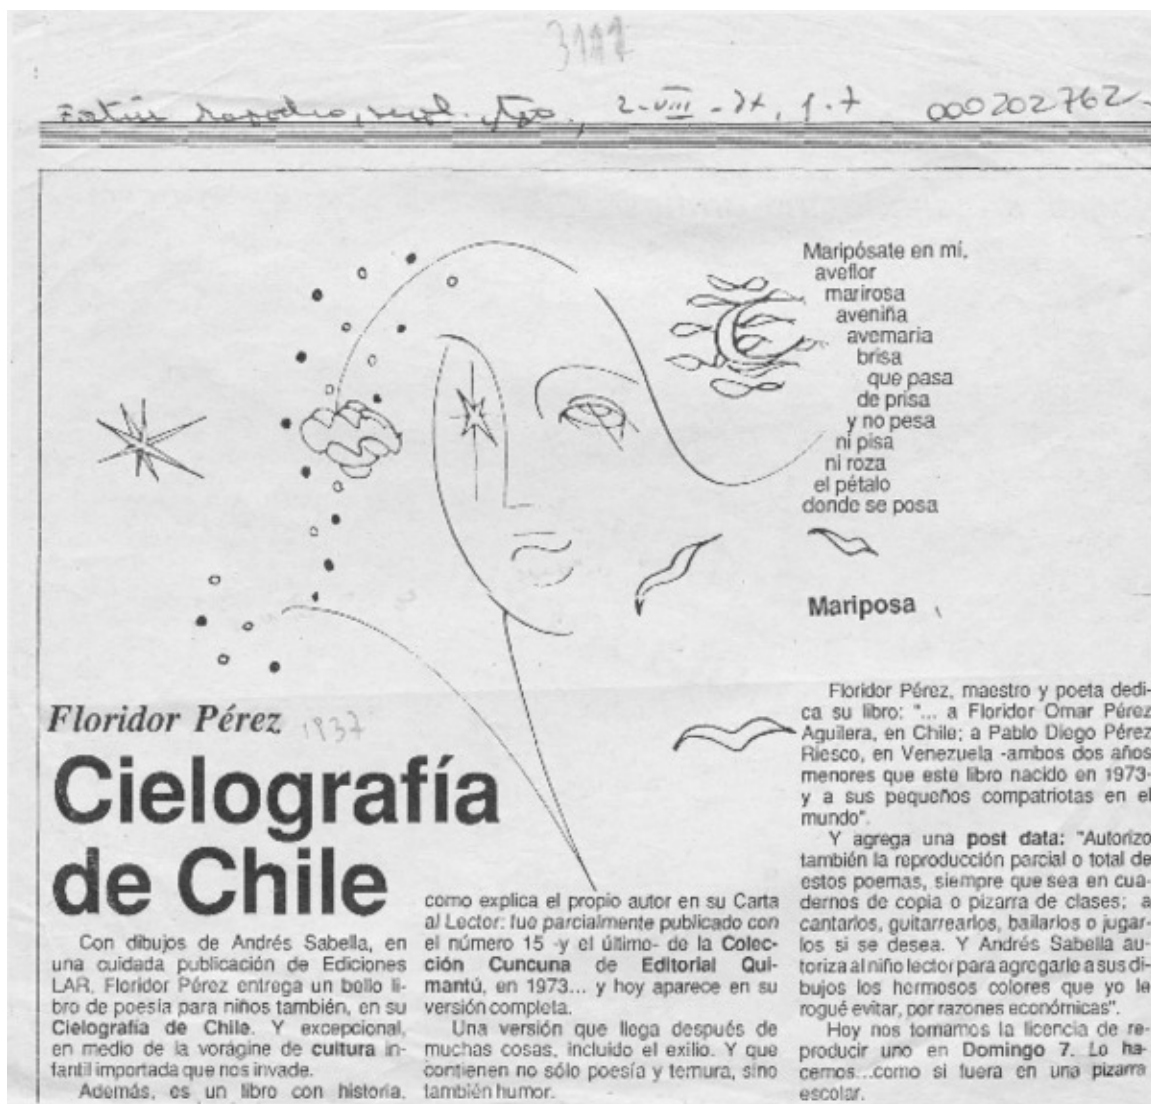 3117
2-VIII-87, p. 7 000202762
Maripósate en mí,
aveflor
marirosa
aveniña
avemaria
brisa
que pasa
de prisa
y no pesa
ni pisa
ni roza
el pétalo
donde se posa
Mariposa
Floridor Pérez 1937
Cielografía
de Chile
Con dibujos de Andrés Sabella, en
una cuidada publicación de Ediciones
LAR, Floridor Pérez entrega un bello li-
bro de poesía para niños también, en su
Cielografía de Chile. Y excepcional,
en medio de la vorágine de cultura in-
fantil importada que nos invade.
Además, es un libro con historia,
como explica el propio autor en su Carta
al Lector: fue parcialmente publicado con
el número 15 -y el último- de la Colec-
ción Cuncuna de Editorial Qui-
mantú, en 1973... y hoy aparece en su
versión completa.
Una versión que llega después de
muchas cosas, incluido el exilio. Y que
contienen no sólo poesía y ternura, sino
también humor.
Floridor Pérez, maestro y poeta dedi-
ca su libro: "... a Floridor Omar Pérez
Aguilera, en Chile; a Pablo Diego Pérez
Riesco, en Venezuela -ambos dos años
menores que este libro nacido en 1973-
y a sus pequeños compatriotas en el
mundo".
Y agrega una post data: "Autorizo
también la reproducción parcial o total de
estos poemas, siempre que sea en cua-
dernos de copia o pizarra de clases; a
cantarlos, guitarrearlos, bailarlos o jugar-
los si se desea. Y Andrés Sabella au-
toriza al niño lector para agregarle a sus di-
bujos los hermosos colores que yo le
rogué evitar, por razones económicas".
Hoy nos tomamos la licencia de re-
producir uno en Domingo 7. Lo ha-
cemos...como si fuera en una pizarra
escolar.